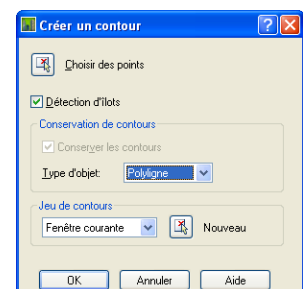 Créer un contour
Choisir des points
Détection d'îlots
Conservation de contours
Conserver les contours
Type d'objet: Polyligne
Jeu de contours
Fenêtre courante Nouveau
OK Annuler Aide